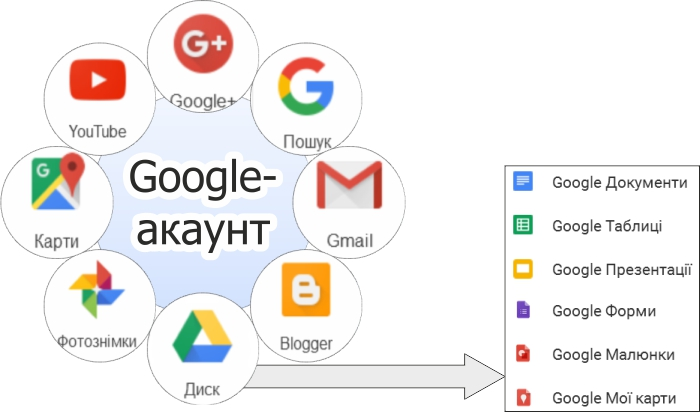 Google+
YouTube
Пошук
Google-
акаунт
Карти
Gmail
Фотознімки
Blogger
Диск
Google Документи
Google Таблиці
Google Презентації
Google Форми
Google Малюнки
Google Мої карти